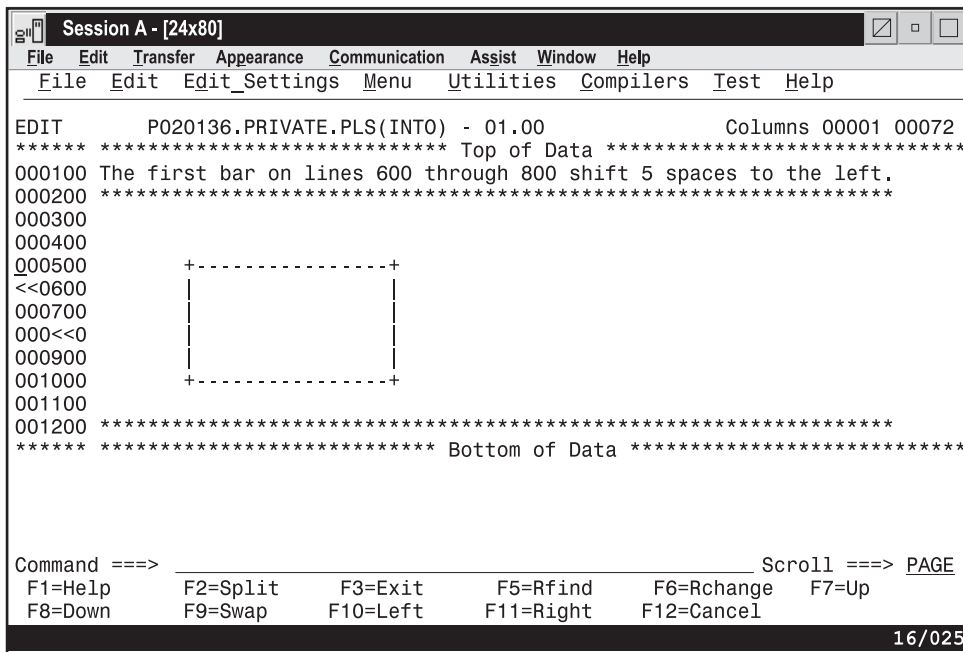 Session A - [24x80]
File Edit Transfer Appearance Communication Assist Window Help
File Edit Edit_Settings Menu Utilities Compilers Test Help
EDIT P020136.PRIVATE.PLS(INTO) - 01.00 Columns 00001 00072
****** ***************************** Top of Data ******************************
000100 The first bar on lines 600 through 800 shift 5 spaces to the left.
000200 ******************************************************************
000300
000400
000500 +----------------+
<<0600 | |
000700 | |
000<<0 | |
000900 | |
001000 +----------------+
001100
001200 ******************************************************************
****** **************************** Bottom of Data ****************************
Command ===> Scroll ===> PAGE
F1=Help F2=Split F3=Exit F5=Rfind F6=Rchange F7=Up
F8=Down F9=Swap F10=Left F11=Right F12=Cancel
16/025